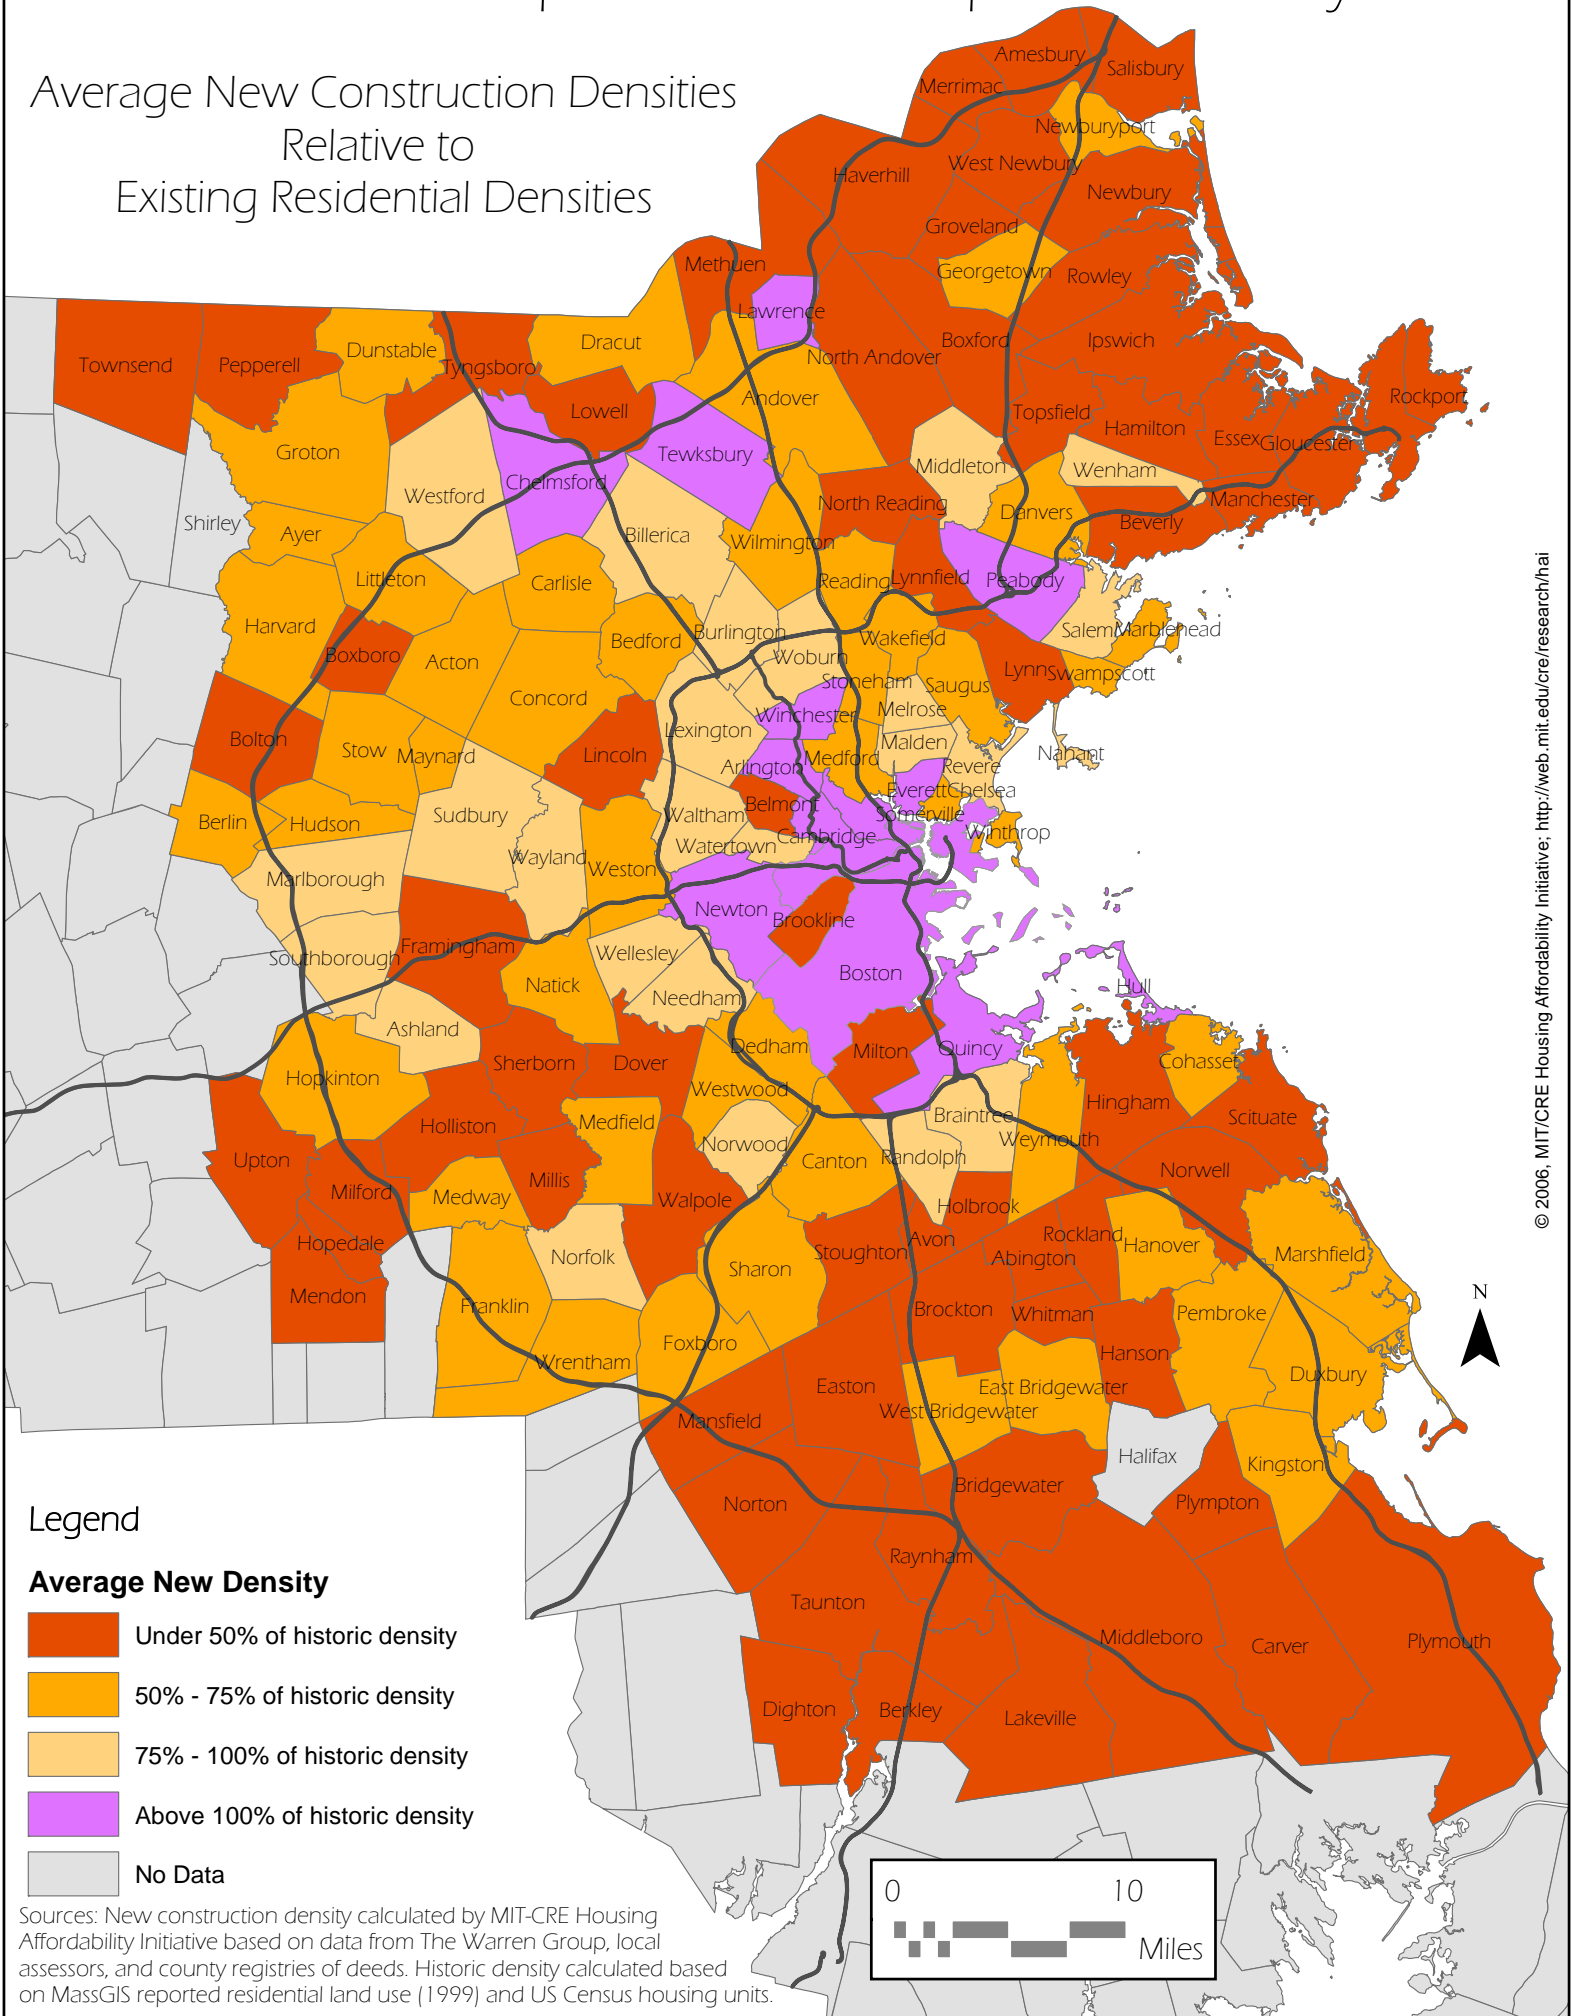 Average New Construction Densities
Relative to
Existing Residential Densities
Amesbury
Salisbury
Merrimac
Newburyport
West Newbury
Haverhill
Newbury
Groveland
Methuen
Georgetown
Rowley
Lawrence
Dracut
Ipswich
Boxford
Dunstable
North Andover
Townsend
Pepperell
Tyngsboro
Andover
Rockport
Lowell
Topsfield
Hamilton
Essex
Gloucester
Groton
Tewksbury
Middleton
Wenham
Chelmsford
Westford
Manchester
North Reading
Danvers
Beverly
Shirley
Ayer
Billerica
Wilmington
Littleton
Carlisle
Reading
Lynnfield
Peabody
Harvard
Salem
Marblehead
Burlington
Wakefield
Bedford
Boxboro
Acton
Woburn
Lynn
Swampscott
Stoneham
Saugus
Concord
Melrose
Winchester
Lexington
Bolton
Malden
Stow
Maynard
Lincoln
Medford
Nahant
Arlington
Revere
Everett
Chelsea
Belmont
Somerville
Sudbury
Waltham
Berlin
Hudson
Cambridge
Winthrop
Watertown
Wayland
Weston
Marlborough
Newton
Brookline
Framingham
Wellesley
Southborough
Boston
Natick
Hull
Needham
Ashland
Dedham
Quincy
Milton
Sherborn
Dover
Cohasset
Hopkinton
Westwood
Hingham
Braintree
Scituate
Medfield
Holliston
Weymouth
Norwood
Randolph
Canton
Upton
Norwell
Millis
Milford
Medway
Walpole
Holbrook
Rockland
Avon
Hopedale
Hanover
Stoughton
Abington
Marshfield
Norfolk
Sharon
Mendon
Franklin
Brockton
Whitman
Pembroke
Foxboro
Hanson
Wrentham
Duxbury
Easton
East Bridgewater
West Bridgewater
Mansfield
Halifax
Kingston
Bridgewater
Norton
Plympton
Raynham
Taunton
Middleboro
Carver
Plymouth
Dighton
Berkley
Lakeville
N
© 2006, MIT/CRE Housing Affordability Initiative; http://web.mit.edu/cre/research/hai
Legend
Average New Density
Under 50% of historic density
50% - 75% of historic density
75% - 100% of historic density
Above 100% of historic density
No Data
0 10
Miles
Sources: New construction density calculated by MIT-CRE Housing
Affordability Initiative based on data from The Warren Group, local
assessors, and county registries of deeds. Historic density calculated based
on MassGIS reported residential land use (1999) and US Census housing units.